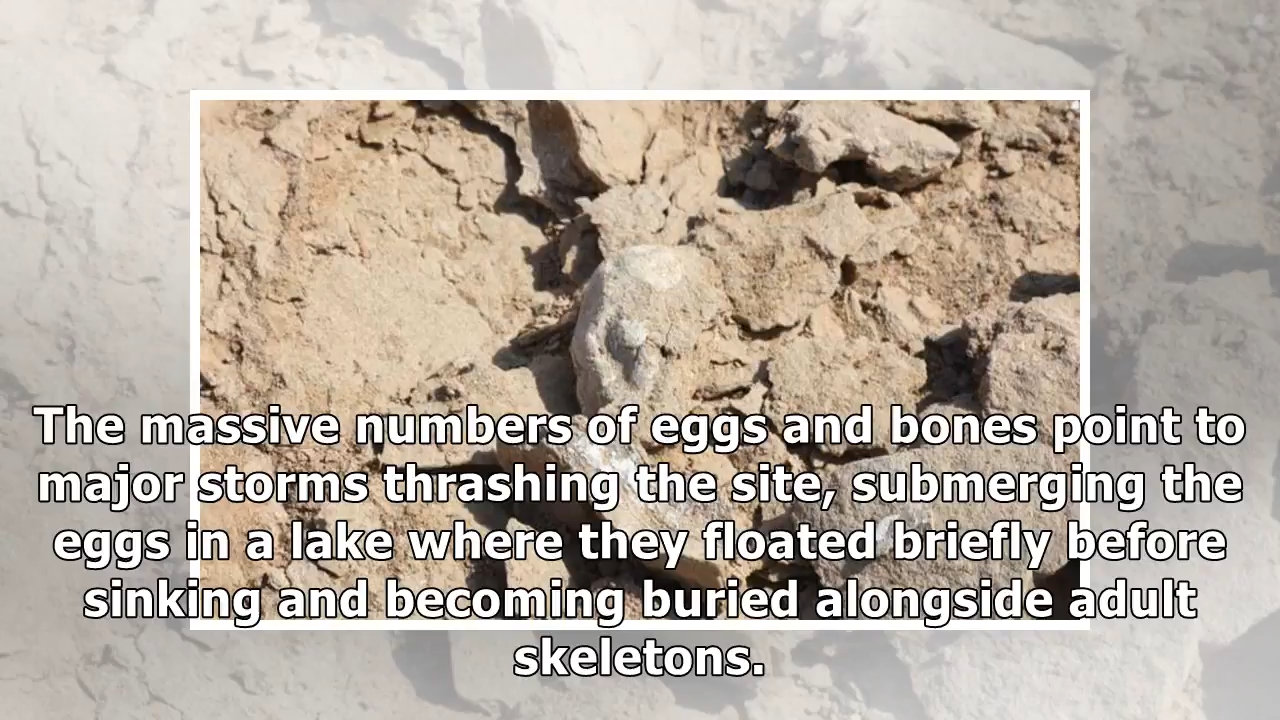 The massive numbers of eggs and bones point to
major storms thrashing the site, submerging the
eggs in a lake where they floated briefly before
sinking and becoming buried alongside adult
skeletons.